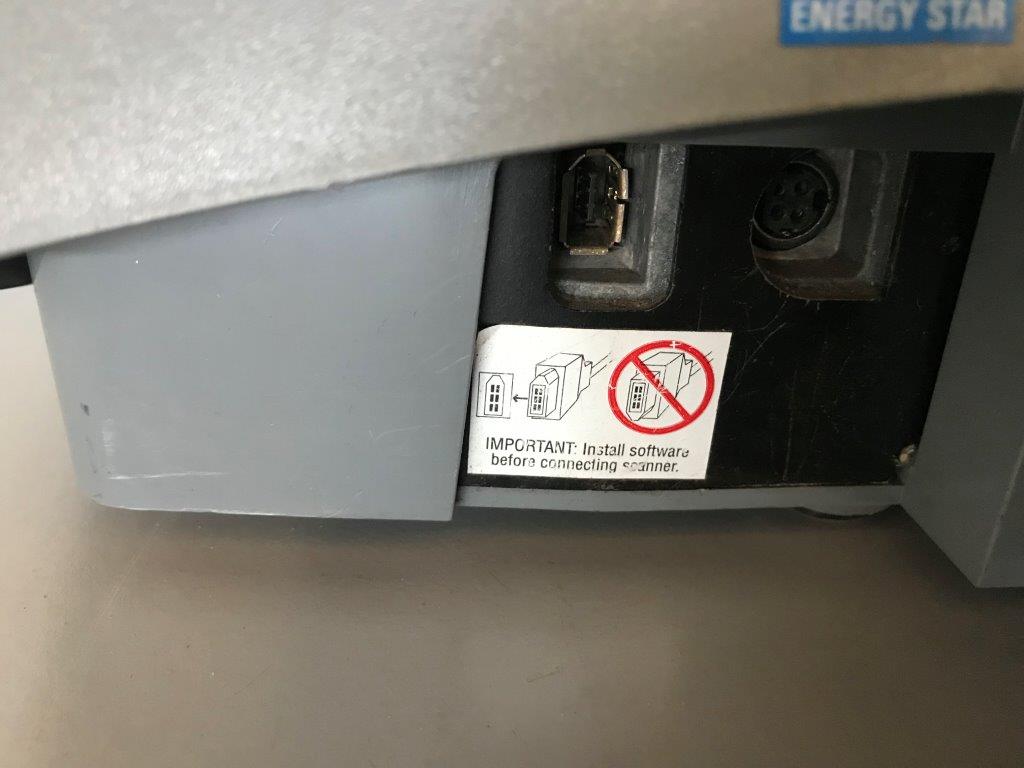 ENERGY STAR
IMPORTANT: Install software
before connecting scanner.